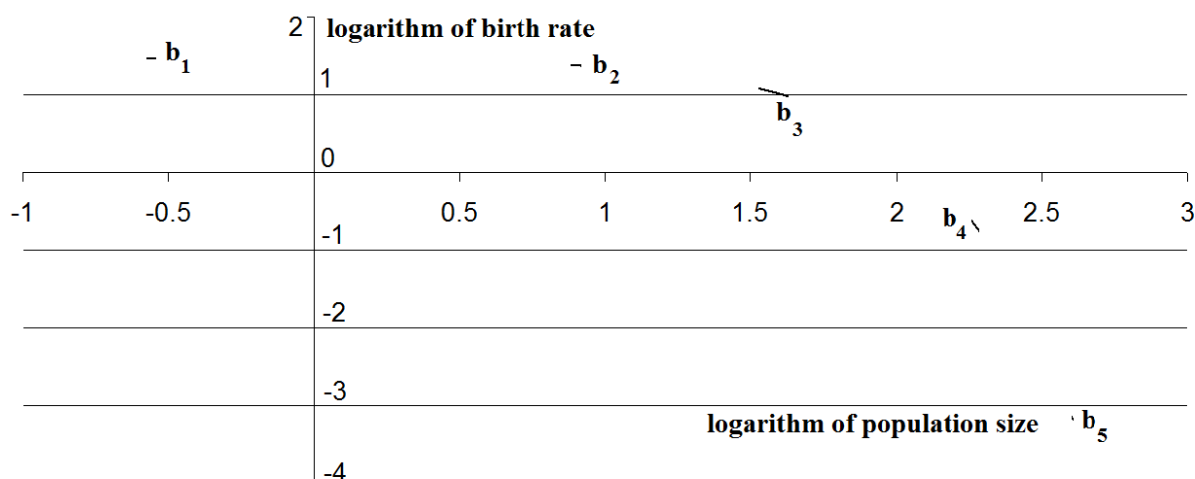 2 logarithm of birth rate
b1 b2
1
b3
0
-1 -0.5 0.5 1 1.5 2 2.5 3
b4
-1
-2
-3
logarithm of population size b5
-4